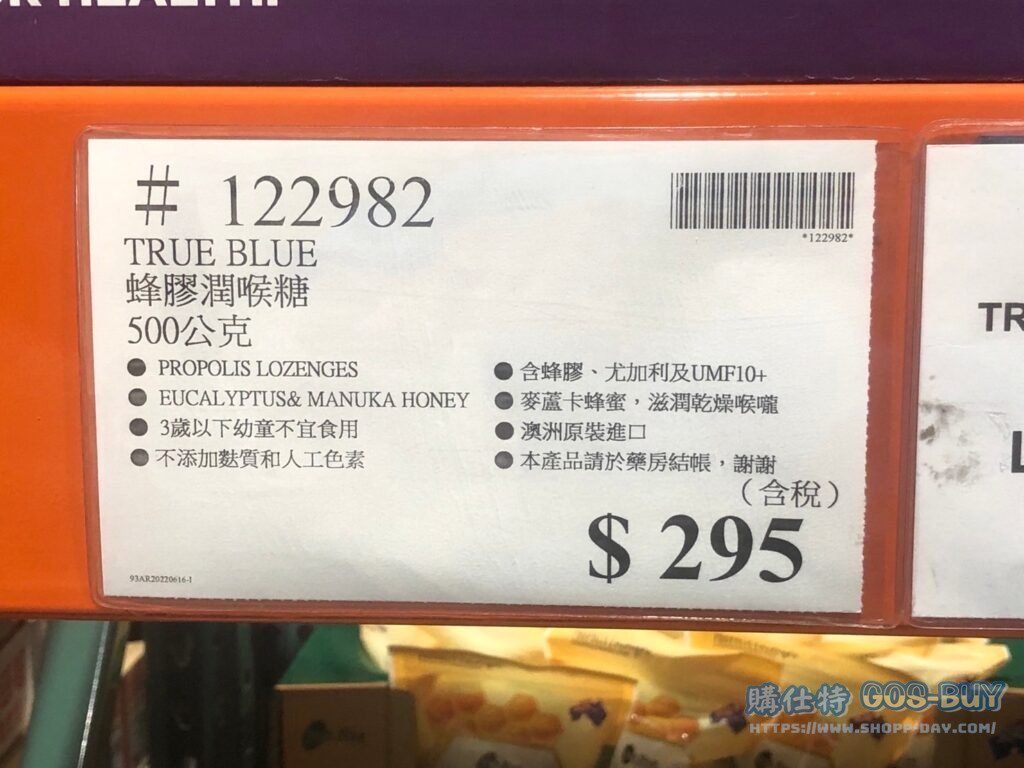 # 122982
*122982*
TRUE BLUE
蜂膠潤喉糖
500公克
● PROPOLIS LOZENGES
● EUCALYPTUS& MANUKA HONEY
● 3歲以下幼童不宜食用
● 不添加麩質和人工色素
● 含蜂膠、尤加利及UMF10+
● 麥蘆卡蜂蜜，滋潤乾燥喉嚨
● 澳洲原裝進口
● 本產品請於藥房結帳，謝謝
（含稅）
$ 295
93AR20220616-1
TR
L
購仕特 GOS-BUY
HTTPS://WWW.SHOPP-DAY.COM/